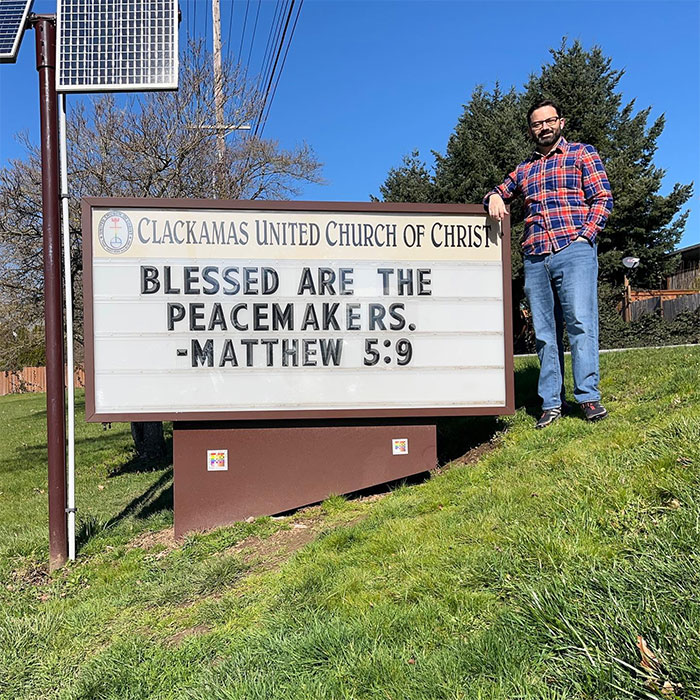 CLACKAMAS UNITED CHURCH OF CHRIST
BLESSED ARE THE
PEACEMAKERS.
-MATTHEW 5:9